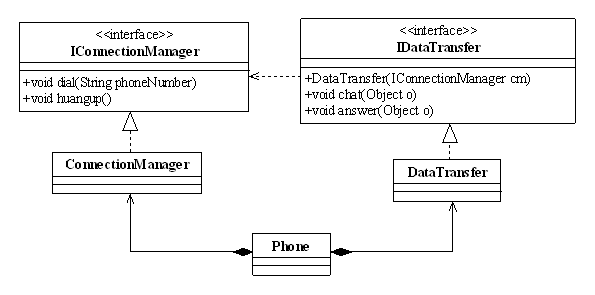 <<interface>>
IConnectionManager
+void dial(String phoneNumber)
+void huangup()
<<interface>>
IDataTransfer
+DataTransfer(IConnectionManager cm)
+void chat(Object o)
+void answer(Object o)
ConnectionManager
DataTransfer
Phone